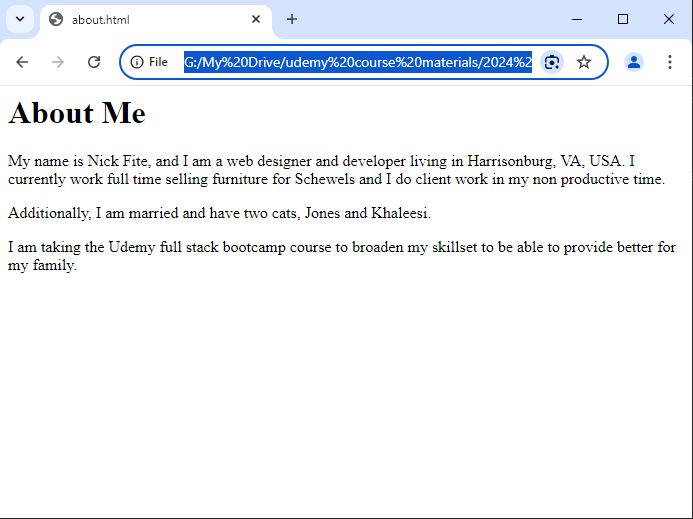 about.html
File G:/My%20Drive/udemy%20course%20materials/2024%2
About Me
My name is Nick Fite, and I am a web designer and developer living in Harrisonburg, VA, USA. I
currently work full time selling furniture for Schewels and I do client work in my non productive time.
Additionally, I am married and have two cats, Jones and Khaleesi.
I am taking the Udemy full stack bootcamp course to broaden my skillset to be able to provide better for
my family.